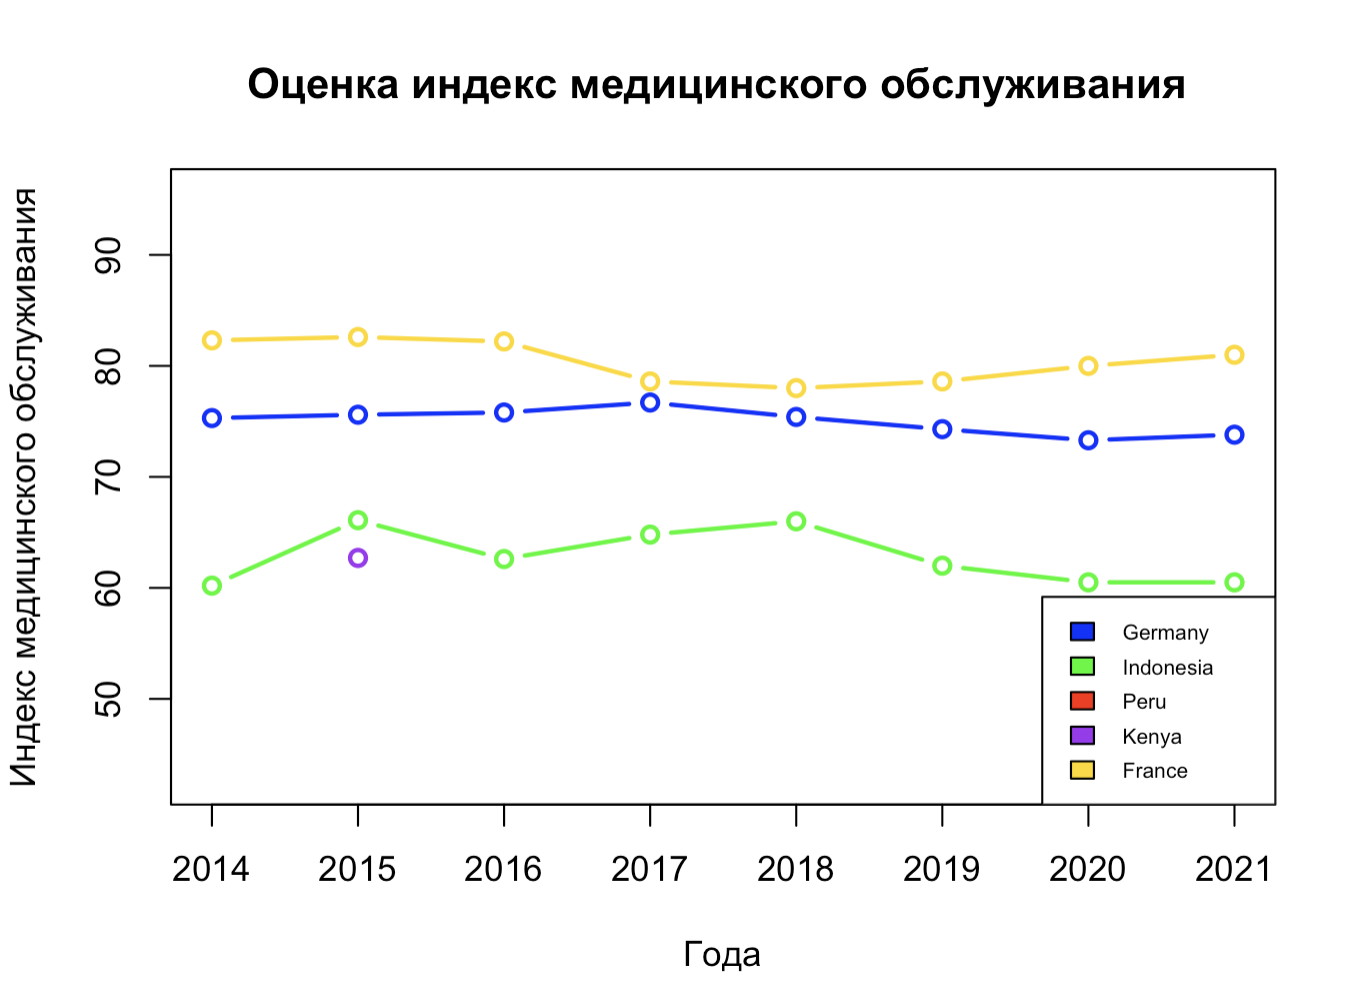 Оценка индекс медицинского обслуживания
Индекс медицинского обслуживания
90
80
70
60
50
Germany
Indonesia
Peru
Kenya
France
2014 2015 2016 2017 2018 2019 2020 2021
Года